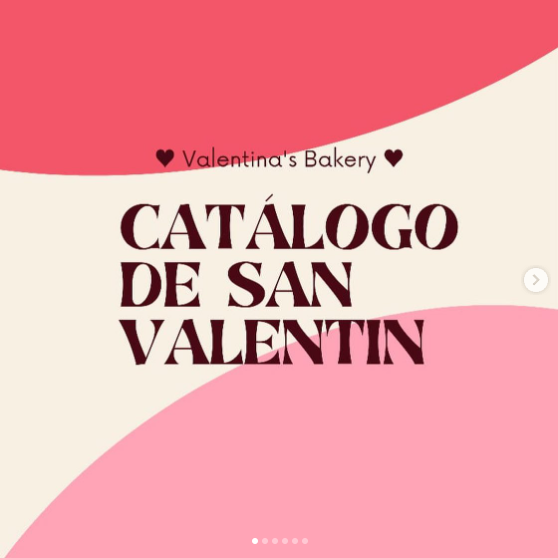 ♥ Valentina's Bakery ♥
CATÁLOGO
DE SAN
VALENTIN